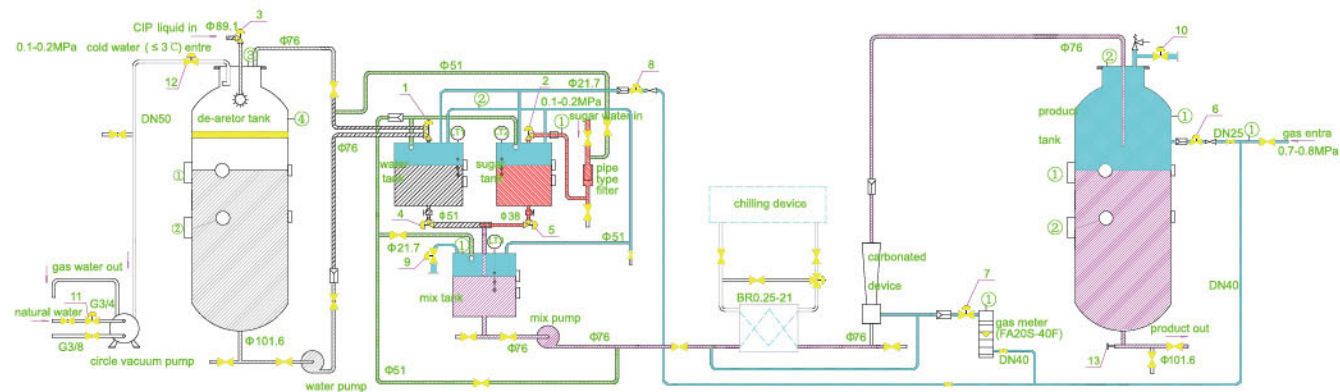 3
CIP liquid in
Φ89.1
Φ76
0.1-0.2MPa
cold water ( ≤ 3℃) entre
③
12
de-aretor tank
④
DN50
Φ76
①
②
gas water out
11
G3/4
natural water
G3/8
circle vacuum pump
Φ101.6
water pump
Φ51
8
Φ21.7
1
2
②
0.1-0.2MPa
sugar water in
①
LT1
LT2
water
tank
sugar
tank
pipe
type
filter
4
Φ51
Φ38
5
Φ21.7
9
①
LT3
Φ51
mix tank
mix pump
Φ76
Φ76
Φ51
chilling device
BR0.25-21
Φ76
carbonated
device
Φ76
7
①
gas meter
(FA20S-40F)
DN40
10
②
product
tank
①
6
DN25
①
gas entra
0.7-0.8MPa
①
②
DN40
product out
13
Φ101.6